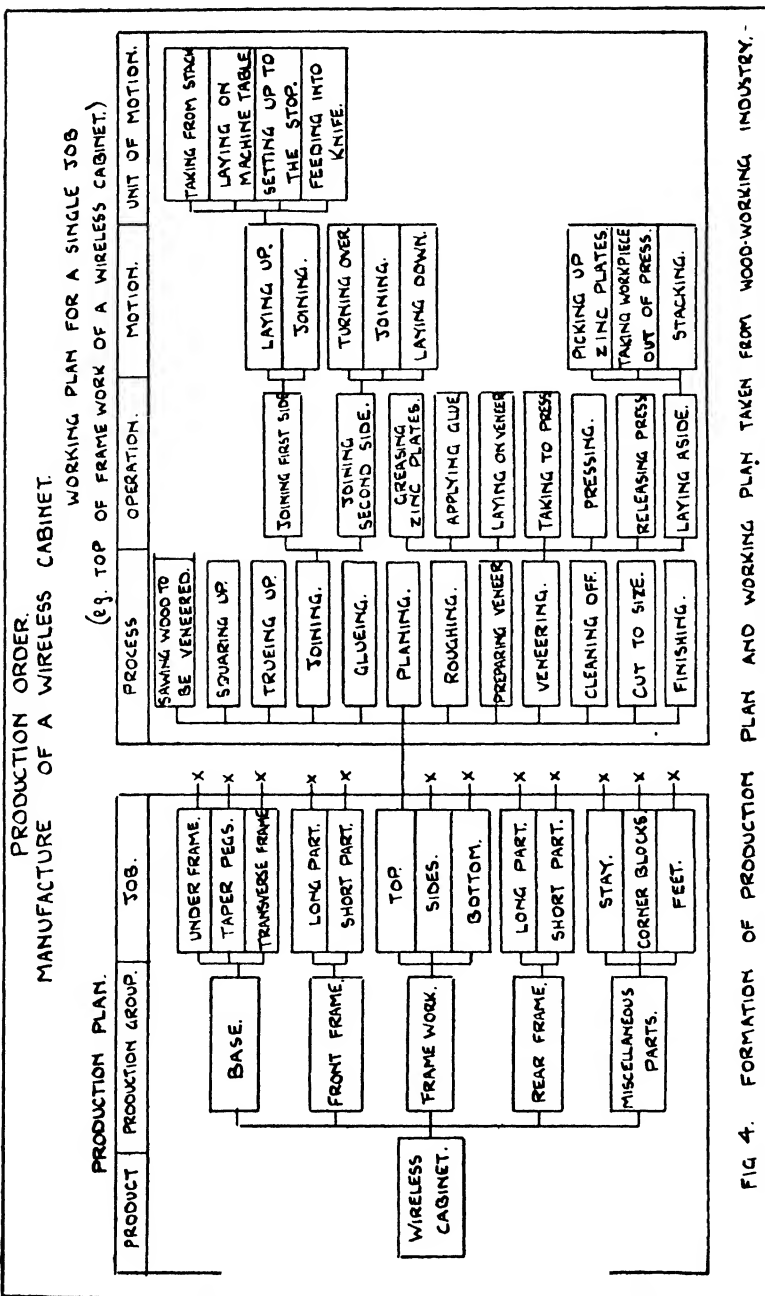 PRODUCTION ORDER.
MANUFACTURE OF A WIRELESS CABINET.
PRODUCTION PLAN.
WORKING PLAN FOR A SINGLE JOB
(eg. TOP OF FRAME WORK OF A WIRELESS CABINET.)
PRODUCT
PRODUCTION GROUP.
JOB.
PROCESS
OPERATION.
MOTION.
UNIT OF MOTION.
WIRELESS
CABINET.
BASE.
FRONT FRAME.
FRAME WORK.
REAR FRAME.
MISCELLANEOUS
PARTS.
UNDER FRAME. X
TAPER PEGS. X
TRANSVERSE FRAME X
LONG PART. X
SHORT PART. X
TOP.
SIDES. X
BOTTOM. X
LONG PART. X
SHORT PART. X
STAY. X
CORNER BLOCKS. X
FEET. X
SAWING WOOD TO
BE VENEERED.
SQUARING UP.
TRUEING UP.
JOINING.
GLUEING.
PLANING.
ROUGHING.
PREPARING VENEER
VENEERING.
CLEANING OFF.
CUT TO SIZE.
FINISHING.
JOINING FIRST SIDE
JOINING
SECOND SIDE.
GREASING
ZINC PLATES.
APPLYING GLUE
LAYING ON VENEER
TAKING TO PRESS
PRESSING.
RELEASING PRESS
LAYING ASIDE.
LAYING UP.
JOINING.
TURNING OVER
JOINING.
LAYING DOWN.
PICKING UP
ZINC PLATES.
TAKING WORKPIECE
OUT OF PRESS.
STACKING.
TAKING FROM STACK
LAYING ON
MACHINE TABLE
SETTING UP TO
THE STOP.
FEEDING INTO
KNIFE.
FIG 4. FORMATION OF PRODUCTION PLAN AND WORKING PLAN TAKEN FROM WOOD-WORKING INDUSTRY.-